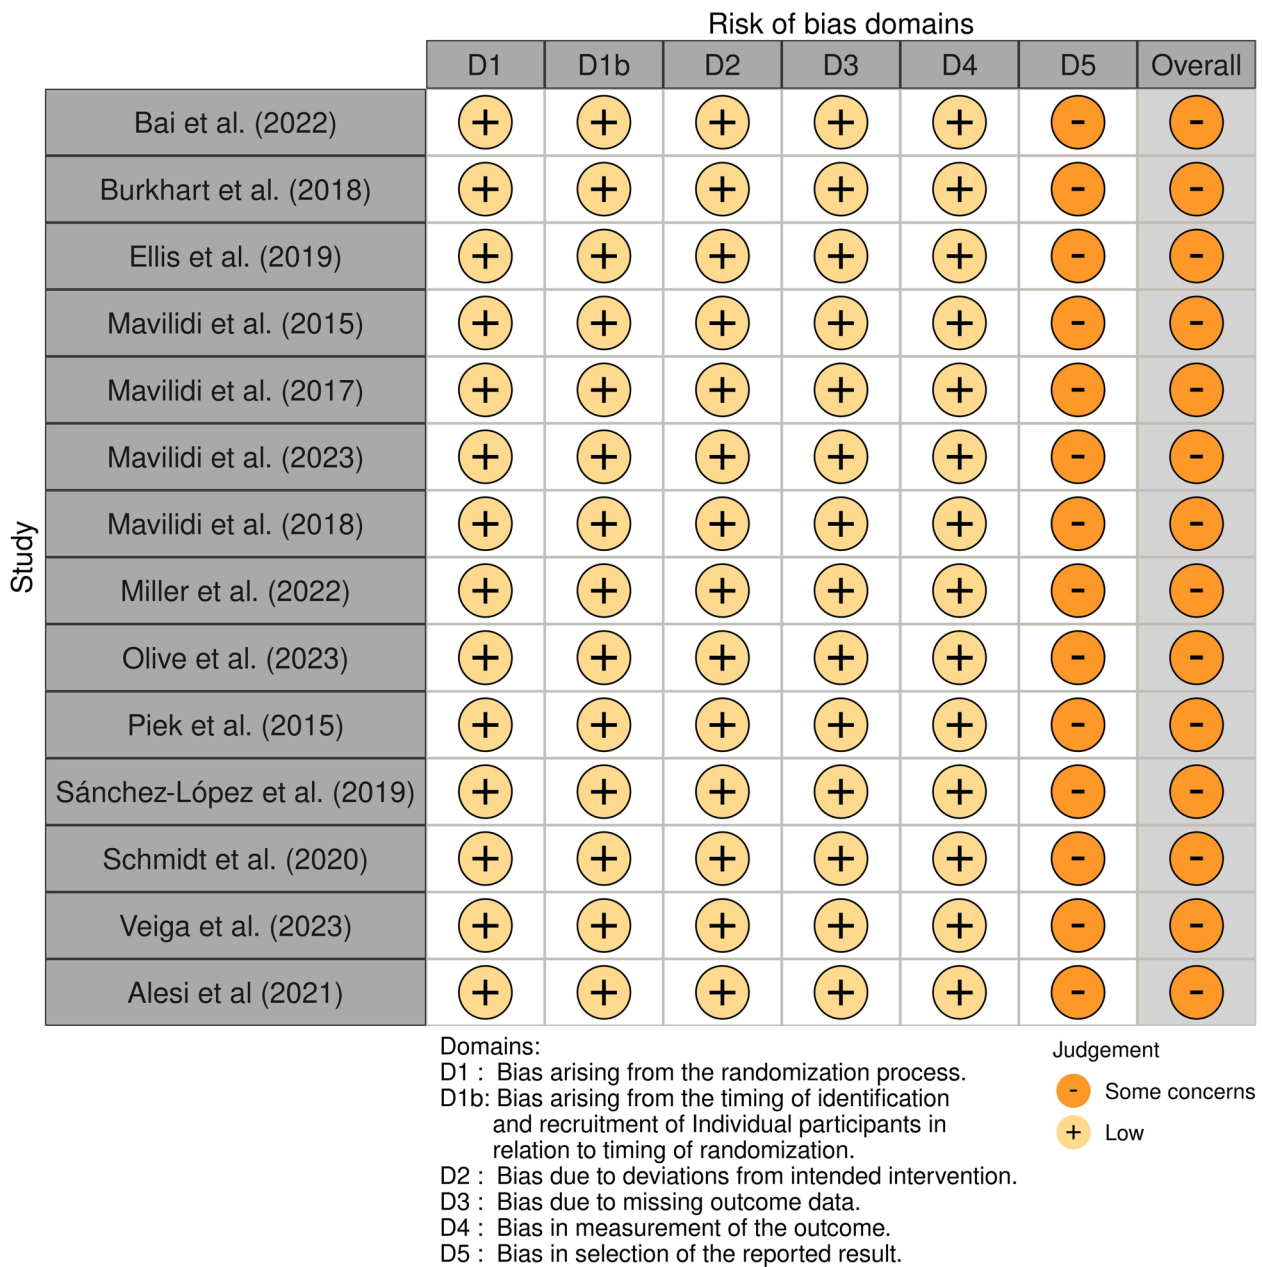 Risk of bias domains
D1 D1b D2 D3 D4 D5 Overall
Study
Bai et al. (2022) + + + + + - -
Burkhart et al. (2018) + + + + + - -
Ellis et al. (2019) + + + + + - -
Mavilidi et al. (2015) + + + + + - -
Mavilidi et al. (2017) + + + + + - -
Mavilidi et al. (2023) + + + + + - -
Mavilidi et al. (2018) + + + + + - -
Miller et al. (2022) + + + + + - -
Olive et al. (2023) + + + + + - -
Piek et al. (2015) + + + + + - -
Sánchez-López et al. (2019) + + + + + - -
Schmidt et al. (2020) + + + + + - -
Veiga et al. (2023) + + + + + - -
Alesi et al (2021) + + + + + - -
Domains:
D1 : Bias arising from the randomization process.
D1b: Bias arising from the timing of identification
and recruitment of Individual participants in
relation to timing of randomization.
D2 : Bias due to deviations from intended intervention.
D3 : Bias due to missing outcome data.
D4 : Bias in measurement of the outcome.
D5 : Bias in selection of the reported result.
Judgement
- Some concerns
+ Low